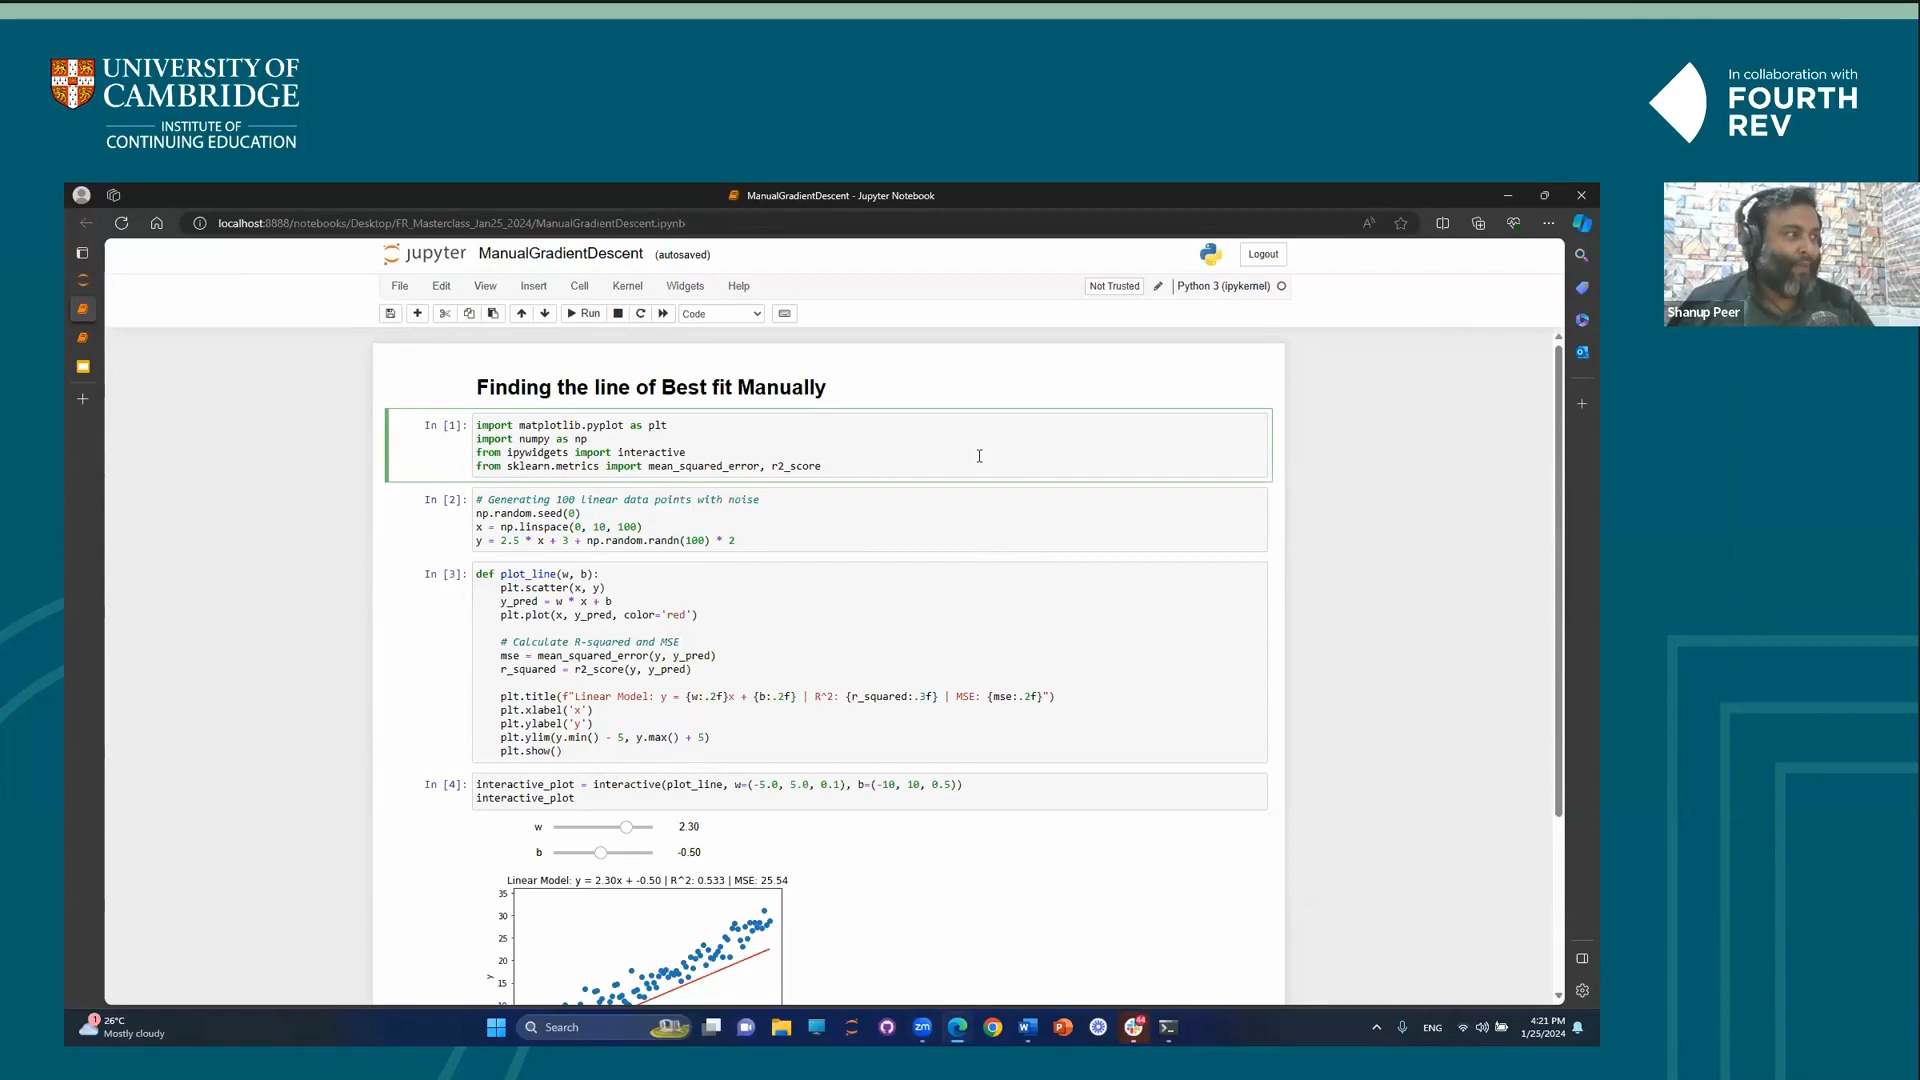 UNIVERSITY OF
CAMBRIDGE
INSTITUTE OF
CONTINUING EDUCATION
In collaboration with
FOURTH
REV
ManualGradientDescent - Jupyter Notebook
localhost:8888/notebooks/Desktop/FR_Masterclass_Jan25_2024/ManualGradientDescent.ipynb
jupyter ManualGradientDescent (autosaved)
Logout
File Edit View Insert Cell Kernel Widgets Help
Not Trusted
Python 3 (ipykernel)
Run
Code
Shanup Peer
Finding the line of Best fit Manually
In [1]: import matplotlib.pyplot as plt
import numpy as np
from ipywidgets import interactive
from sklearn.metrics import mean_squared_error, r2_score
In [2]: # Generating 100 linear data points with noise
np.random.seed(0)
x = np.linspace(0, 10, 100)
y = 2.5 * x + 3 + np.random.randn(100) * 2
In [3]: def plot_line(w, b):
plt.scatter(x, y)
y_pred = w * x + b
plt.plot(x, y_pred, color='red')
# Calculate R-squared and MSE
mse = mean_squared_error(y, y_pred)
r_squared = r2_score(y, y_pred)
plt.title(f"Linear Model: y = {w:.2f}x + {b:.2f} | R^2: {r_squared:.3f} | MSE: {mse:.2f}")
plt.xlabel('x')
plt.ylabel('y')
plt.ylim(y.min() - 5, y.max() + 5)
plt.show()
In [4]: interactive_plot = interactive(plot_line, w=(-5.0, 5.0, 0.1), b=(-10, 10, 0.5))
interactive_plot
w 2.30
b -0.50
Linear Model: y = 2.30x + -0.50 | R^2: 0.533 | MSE: 25.54
35
30
25
20
15
10
y
1
26°C
Mostly cloudy
Search
zm
44
ENG
4:21 PM
1/25/2024